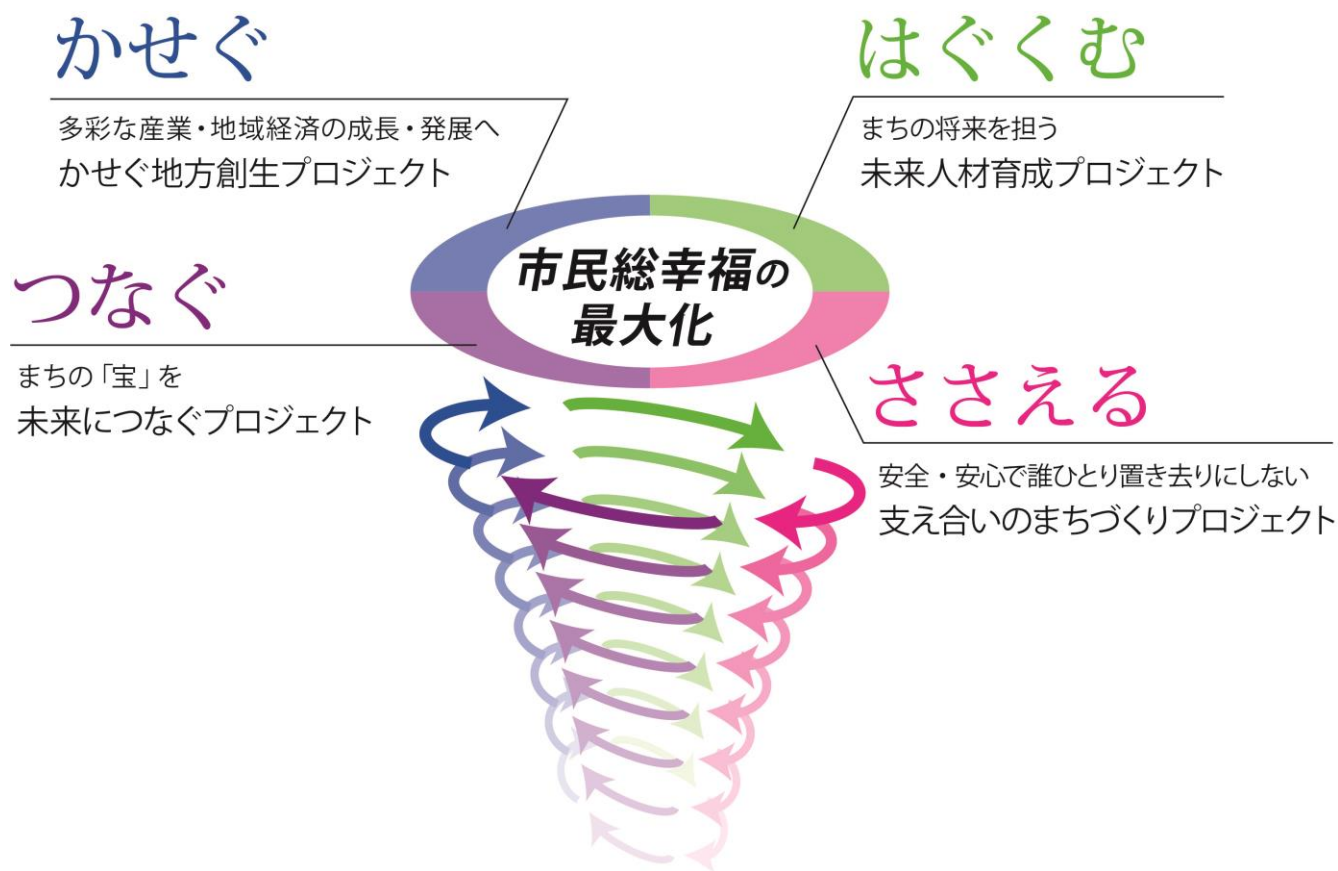 かせぐ
多彩な産業・地域経済の成長・発展へ
かせぐ地方創生プロジェクト
はぐくむ
まちの将来を担う
未来人材育成プロジェクト
市民総幸福の
最大化
つなぐ
まちの「宝」を
未来につなぐプロジェクト
ささえる
安全・安心で誰ひとり置き去りにしない
支え合いのまちづくりプロジェクト